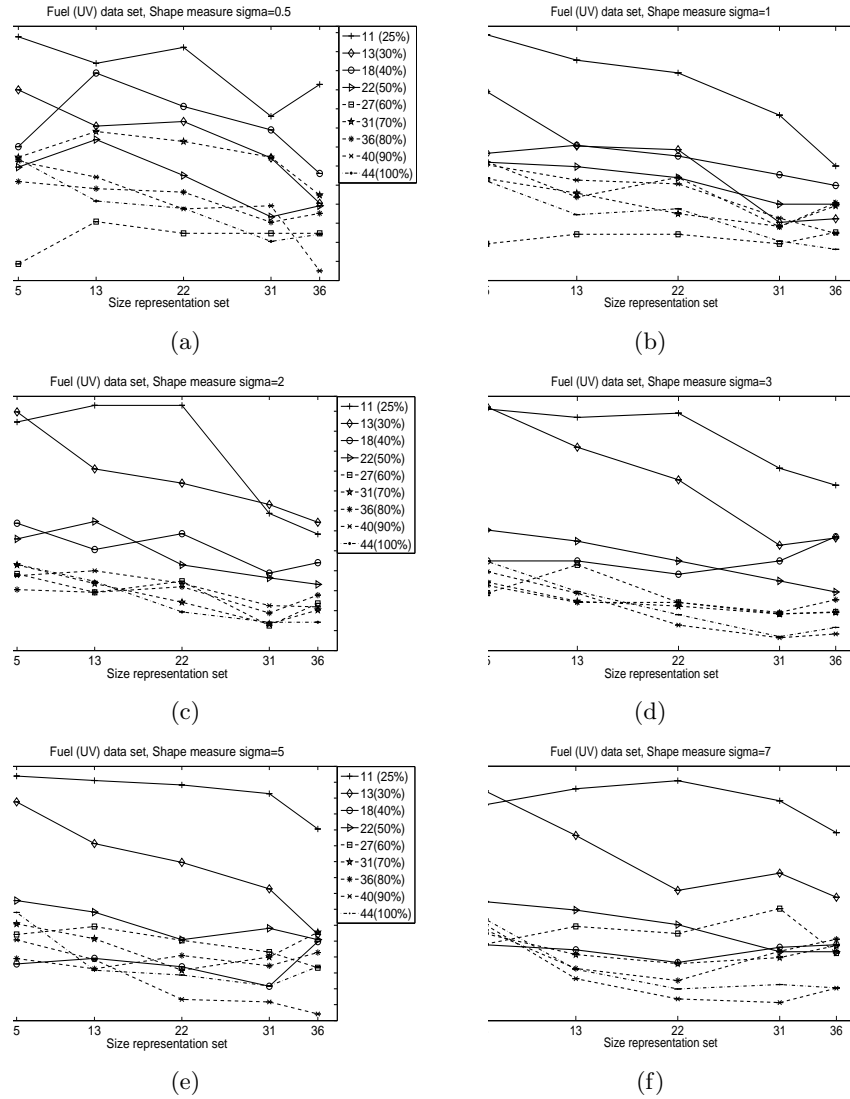 Fuel (UV) data set, Shape measure sigma=0.5
11 (25%)
13(30%)
18(40%)
22(50%)
27(60%)
31(70%)
36(80%)
40(90%)
44(100%)
5 13 22 31 36
Size representation set
(a)
Fuel (UV) data set, Shape measure sigma=1
13 22 31 36
Size representation set
(b)
Fuel (UV) data set, Shape measure sigma=2
11 (25%)
13(30%)
18(40%)
22(50%)
27(60%)
31(70%)
36(80%)
40(90%)
44(100%)
5 13 22 31 36
Size representation set
(c)
Fuel (UV) data set, Shape measure sigma=3
13 22 31 36
Size representation set
(d)
Fuel (UV) data set, Shape measure sigma=5
11 (25%)
13(30%)
18(40%)
22(50%)
27(60%)
31(70%)
36(80%)
40(90%)
44(100%)
5 13 22 31 36
Size representation set
(e)
Fuel (UV) data set, Shape measure sigma=7
13 22 31 36
Size representation set
(f)